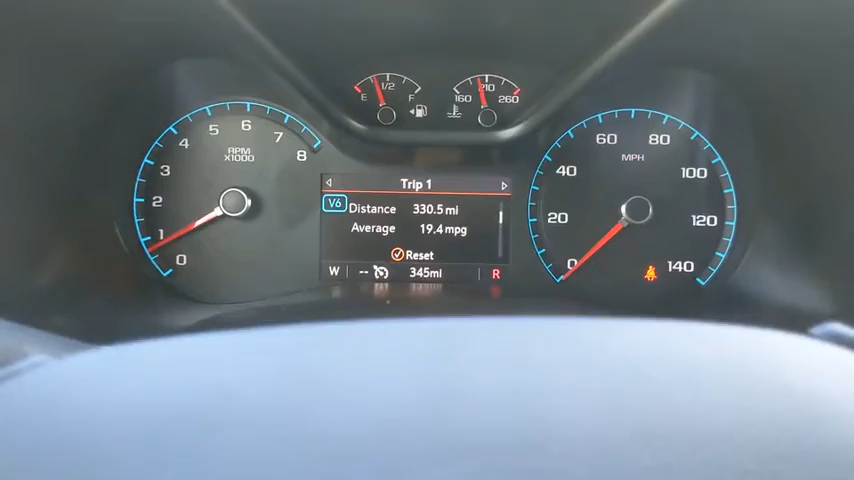 1/2
E F
210
160 260
0 1 2 3 4 5 6 7 8
RPM
X1000
0 20 40 60 80 100 120 140
MPH
Trip 1
V6
Distance 330.5 mi
Average 19.4 mpg
Reset
W -- 345mi R